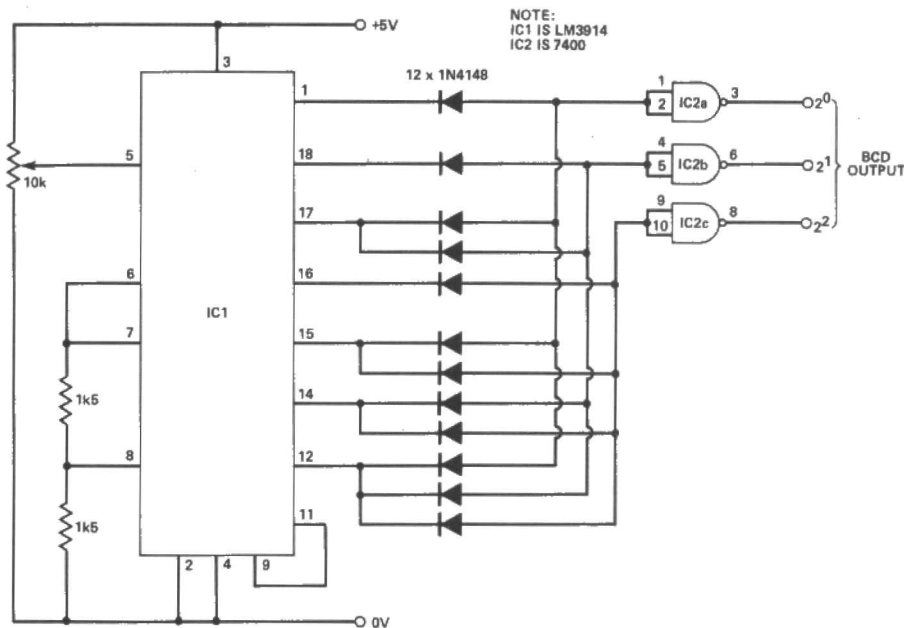 NOTE:
IC1 IS LM3914
IC2 IS 7400
+5V
3
12 x 1N4148
1
1
2
IC2a
3
2⁰
5
10k
18
4
5
IC2b
6
2¹
BCD
OUTPUT
17
9
10
IC2c
8
2²
6
16
IC1
7
15
1k5
14
8
12
1k5
11
2
4
9
0V